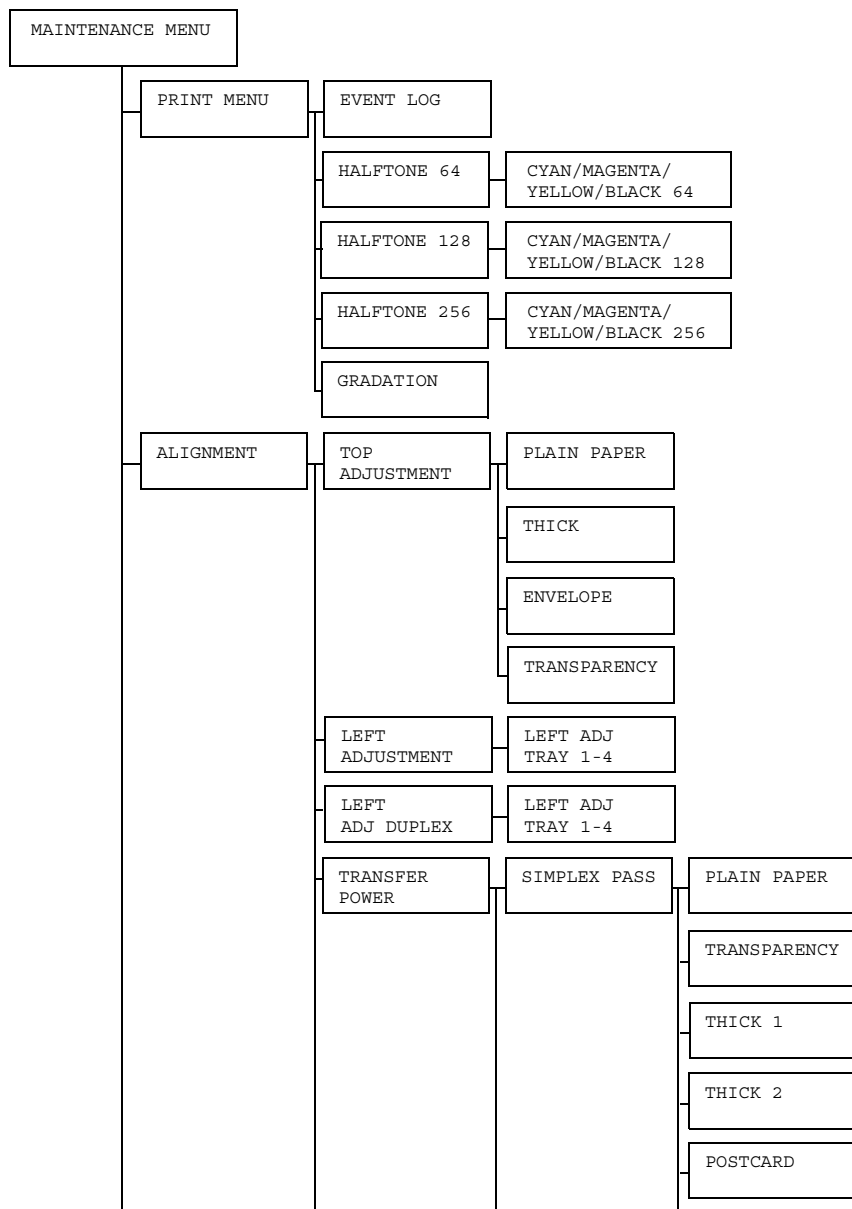 MAINTENANCE MENU
PRINT MENU
EVENT LOG
HALFTONE 64
CYAN/MAGENTA/
YELLOW/BLACK 64
HALFTONE 128
CYAN/MAGENTA/
YELLOW/BLACK 128
HALFTONE 256
CYAN/MAGENTA/
YELLOW/BLACK 256
GRADATION
ALIGNMENT
TOP
ADJUSTMENT
PLAIN PAPER
THICK
ENVELOPE
TRANSPARENCY
LEFT
ADJUSTMENT
LEFT ADJ
TRAY 1-4
LEFT
ADJ DUPLEX
LEFT ADJ
TRAY 1-4
TRANSFER
POWER
SIMPLEX PASS
PLAIN PAPER
TRANSPARENCY
THICK 1
THICK 2
POSTCARD